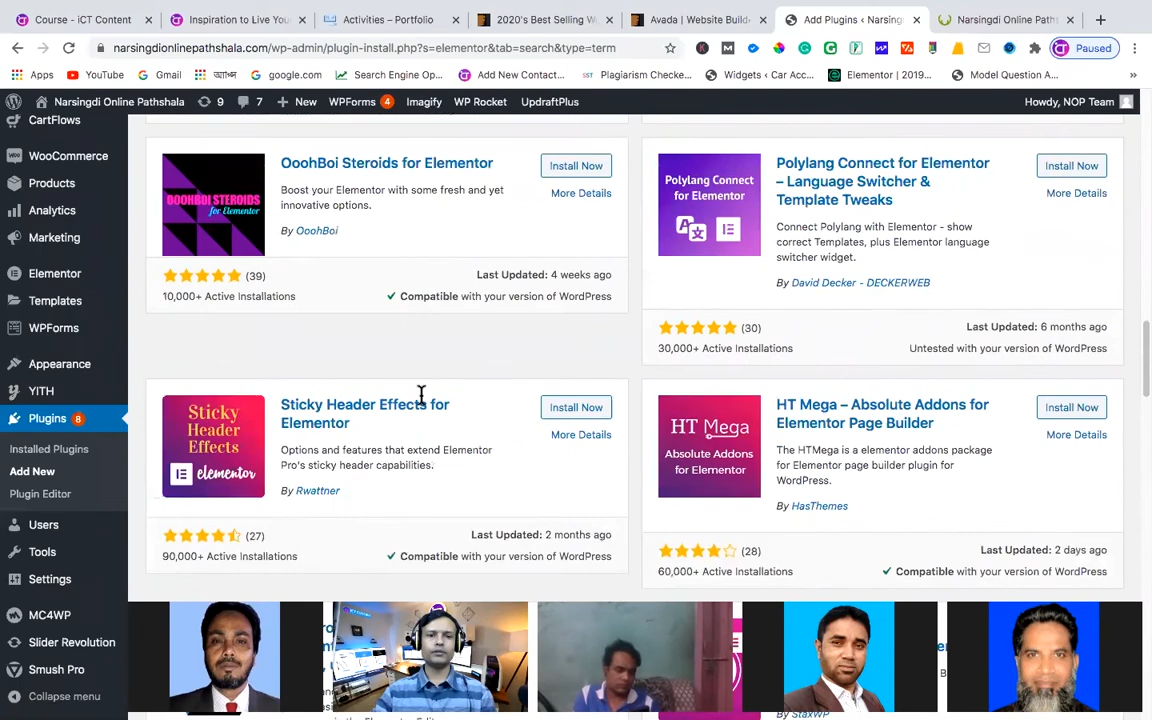 Course - iCT Content
Inspiration to Live Your
Activities – Portfolio
2020's Best Selling W
Avada | Website Build
Add Plugins ‹ Narsingdi
Narsingdi Online Paths
narsingdionlinepathshala.com/wp-admin/plugin-install.php?s=elementor&tab=search&type=term
Paused
Apps
YouTube
Gmail
google.com
Search Engine Op...
Add New Contact...
Plagiarism Checke...
Widgets ‹ Car Acc...
Elementor | 2019...
Model Question A...
Narsingdi Online Pathshala
9
7
New
WPForms 4
Imagify
WP Rocket
UpdraftPlus
Howdy, NOP Team
CartFlows
WooCommerce
Products
Analytics
Marketing
Elementor
Templates
WPForms
Appearance
YITH
Plugins 8
Installed Plugins
Add New
Plugin Editor
Users
Tools
Settings
MC4WP
Slider Revolution
Smush Pro
Collapse menu
OOOHBOI STEROIDS
for Elementor
OoohBoi Steroids for Elementor
Install Now
More Details
Boost your Elementor with some fresh and yet
innovative options.
By OoohBoi
(39)
Last Updated: 4 weeks ago
10,000+ Active Installations
Compatible with your version of WordPress
Polylang Connect
for Elementor
Polylang Connect for Elementor
– Language Switcher &
Template Tweaks
Install Now
More Details
Connect Polylang with Elementor - show
correct Templates, plus Elementor language
switcher widget.
By David Decker - DECKERWEB
(30)
Last Updated: 6 months ago
30,000+ Active Installations
Untested with your version of WordPress
Sticky
Header
Effects
for
elementor
Sticky Header Effects for
Elementor
Install Now
More Details
Options and features that extend Elementor
Pro's sticky header capabilities.
By Rwattner
(27)
Last Updated: 2 months ago
90,000+ Active Installations
Compatible with your version of WordPress
HT Mega
Absolute Addons
for Elementor
HT Mega – Absolute Addons for
Elementor Page Builder
Install Now
More Details
The HTMega is a elementor addons package
for Elementor page builder plugin for
WordPress.
By HasThemes
(28)
Last Updated: 2 days ago
60,000+ Active Installations
Compatible with your version of WordPress
By StaxWP